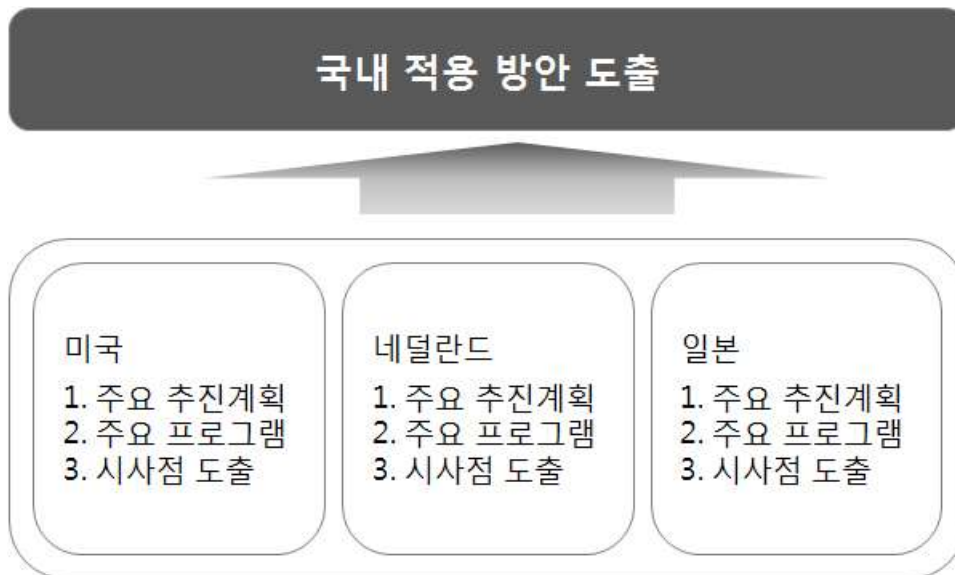 국내 적용 방안 도출
미국
1. 주요 추진계획
2. 주요 프로그램
3. 시사점 도출
네덜란드
1. 주요 추진계획
2. 주요 프로그램
3. 시사점 도출
일본
1. 주요 추진계획
2. 주요 프로그램
3. 시사점 도출